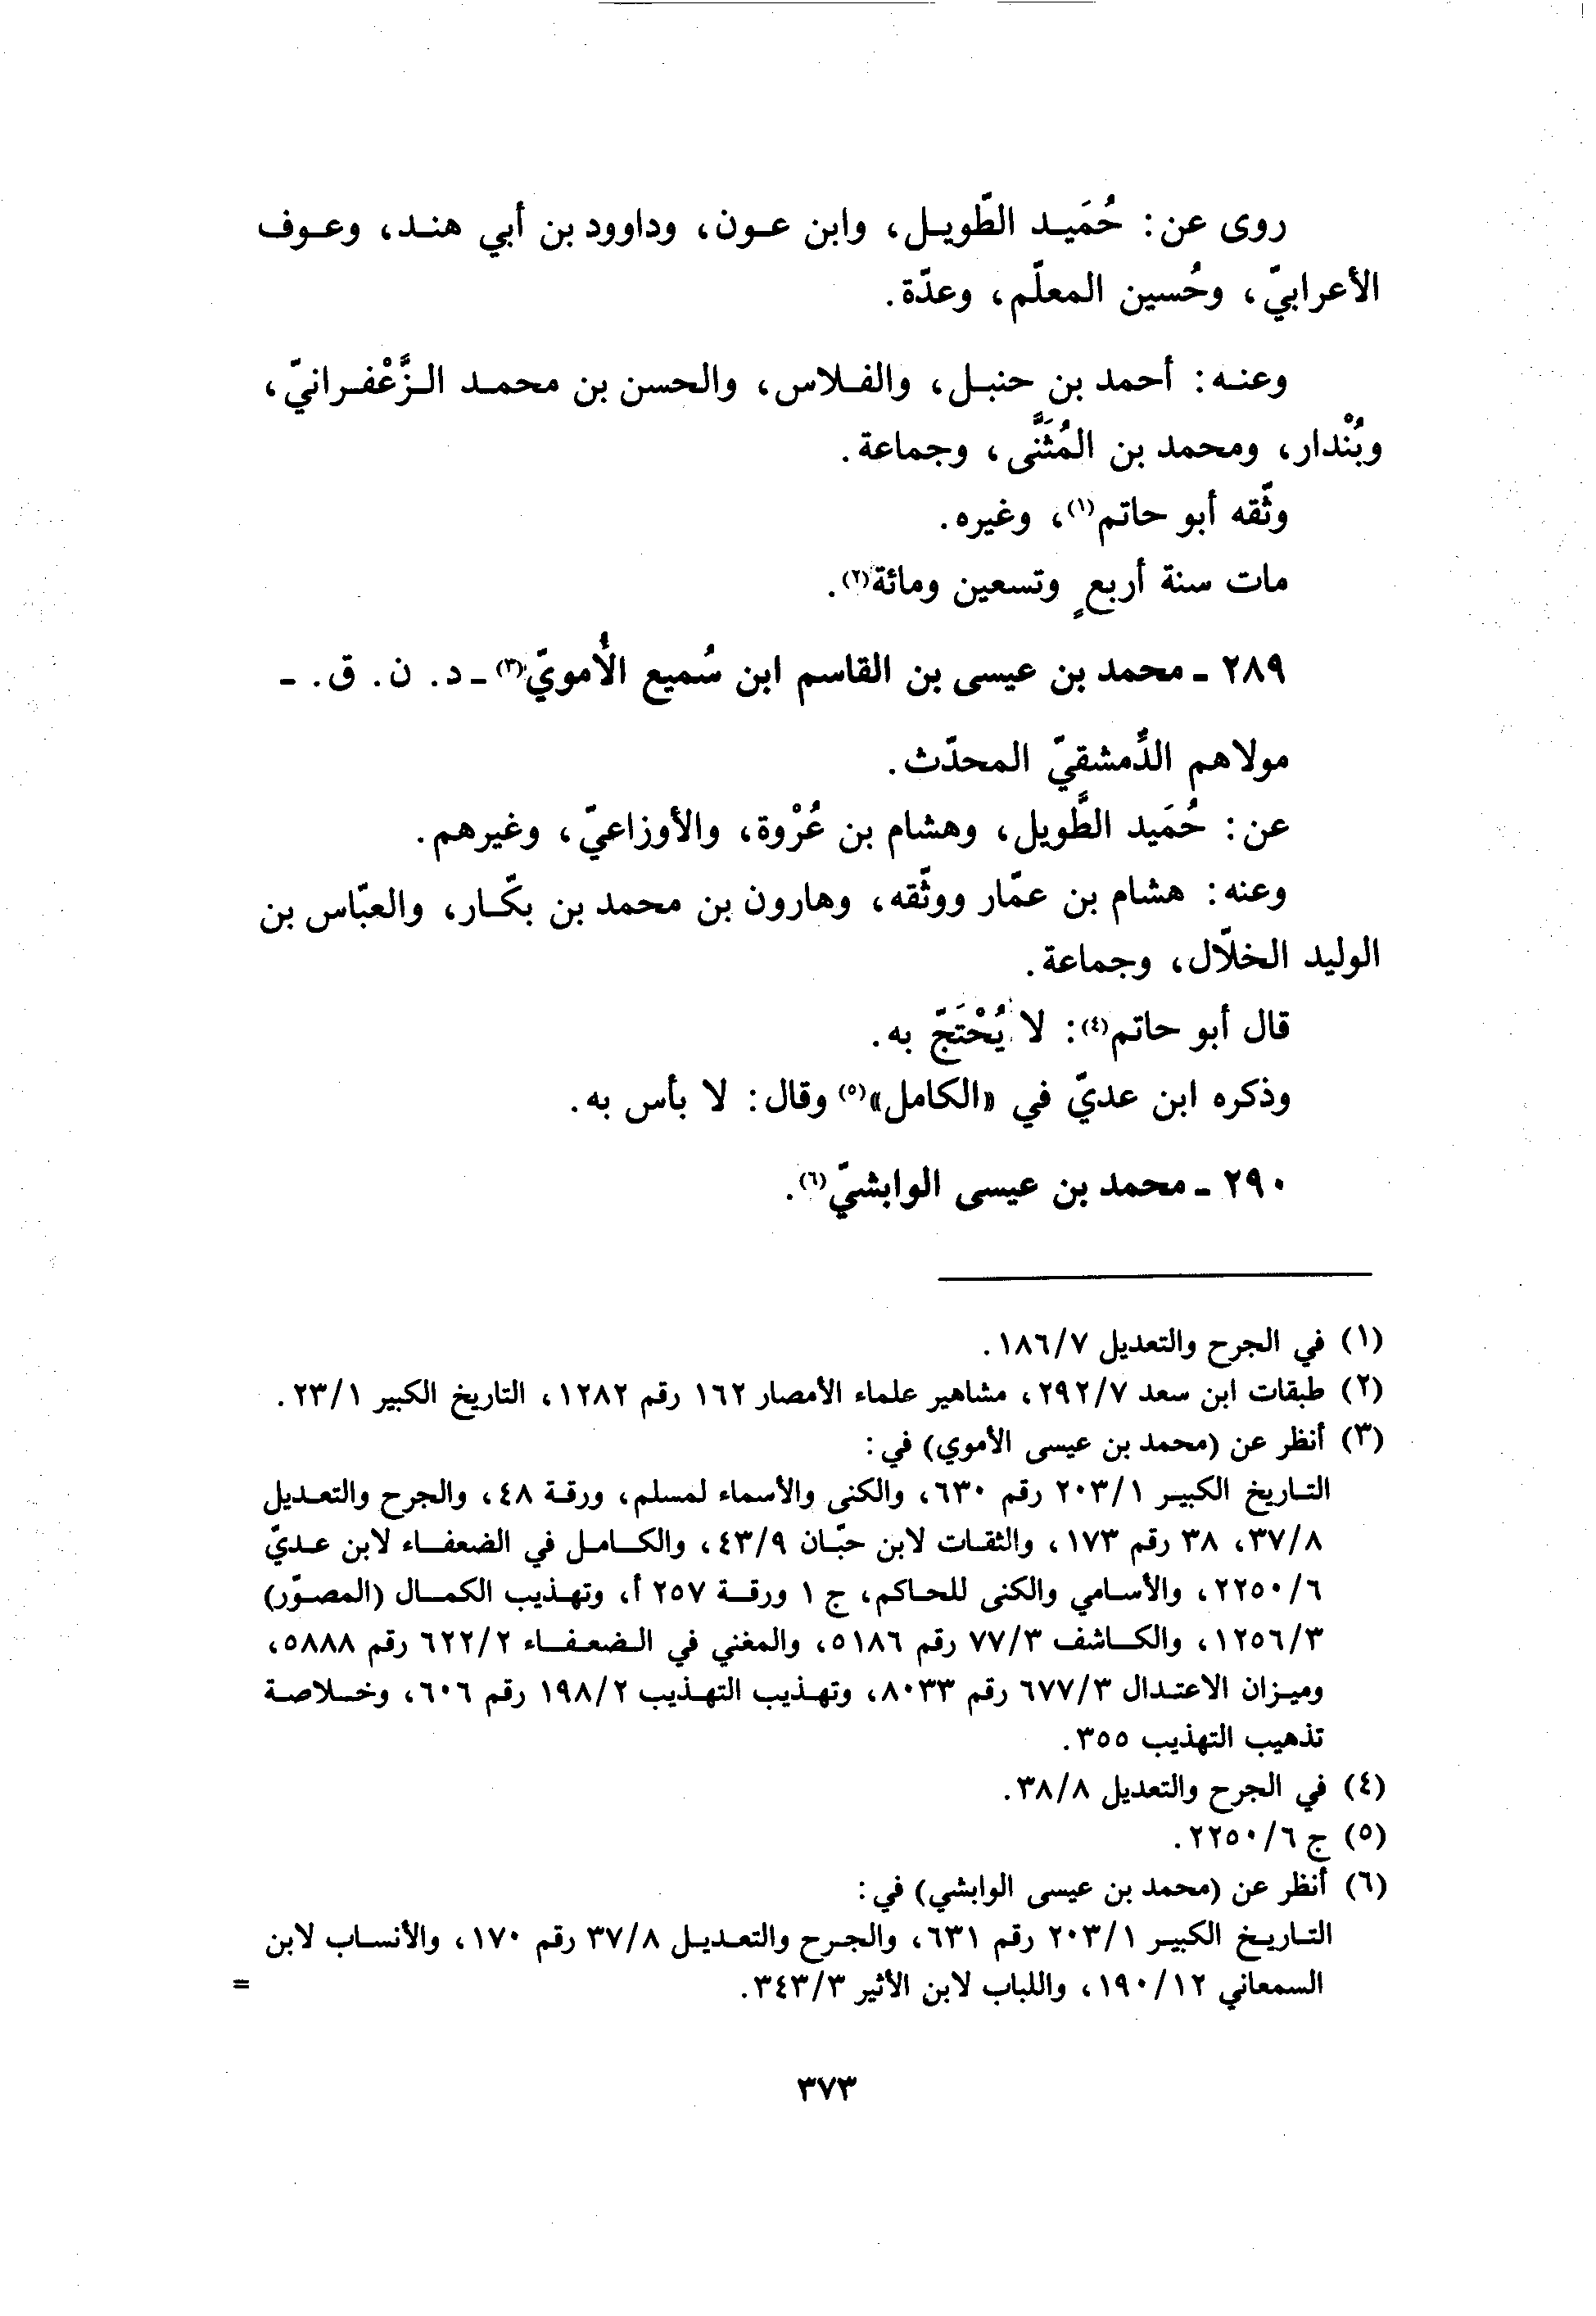 روى عن: حُمَيد الطّويل، وابن عون، وداوود بن أبي هند، وعوف
الأعرابيّ، وحُسين المعلّم، وعدّة.
وعنه: أحمد بن حنبل، والفلاس، والحسن بن محمد الزَّعْفرانيّ،
وبُنْدار، ومحمد بن المُثَنَّى، وجماعة.
وثّقه أبو حاتم(١)، وغيره.
مات سنة أربعٍ وتسعين ومائة(٢).
٢٨٩ - محمد بن عيسى بن القاسم ابن سُميع الأُمويّ(٣) - د. ن. ق. -
مولاهم الدِّمشقيّ المحدّث.
عن: حُمَيد الطَّويل، وهشام بن عُرْوة، والأوزاعيّ، وغيرهم.
وعنه: هشام بن عمّار ووثّقه، وهارون بن محمد بن بكّار، والعبّاس بن
الوليد الخلّال، وجماعة.
قال أبو حاتم(٤): لا يُحْتَجّ به.
وذكره ابن عديّ في «الكامل»(٥) وقال: لا بأس به.
٢٩٠ - محمد بن عيسى الوابشيّ(٦).
(١) في الجرح والتعديل ١٨٦/٧.
(٢) طبقات ابن سعد ٢٩٢/٧، مشاهير علماء الأمصار ١٦٢ رقم ١٢٨٢، التاريخ الكبير ٢٣/١.
(٣) أنظر عن (محمد بن عيسى الأموي) في:
التاريخ الكبير ٢٠٣/١ رقم ٦٣٠، والكنى والأسماء لمسلم، ورقة ٤٨، والجرح والتعديل
٣٧/٨، ٣٨ رقم ١٧٣، والثقات لابن حبّان ٤٣/٩، والكامل في الضعفاء لابن عديّ
٢٢٥٠/٦، والأسامي والكنى للحاكم، ج ١ ورقة ٢٥٧ أ، وتهذيب الكمال (المصوّر)
١٢٥٦/٣، والكاشف ٧٧/٣ رقم ٥١٨٦، والمغني في الضعفاء ٦٢٢/٢ رقم ٥٨٨٨،
وميزان الاعتدال ٦٧٧/٣ رقم ٨٠٣٣، وتهذيب التهذيب ١٩٨/٢ رقم ٦٠٦، وخلاصة
تذهيب التهذيب ٣٥٥.
(٤) في الجرح والتعديل ٣٨/٨.
(٥) ج ٢٢٥٠/٦.
(٦) أنظر عن (محمد بن عيسى الوابشي) في:
التاريخ الكبير ٢٠٣/١ رقم ٦٣١، والجرح والتعديل ٣٧/٨ رقم ١٧٠، والأنساب لابن
السمعاني ١٩٠/١٢، واللباب لابن الأثير ٣٤٣/٣. =
٣٧٣